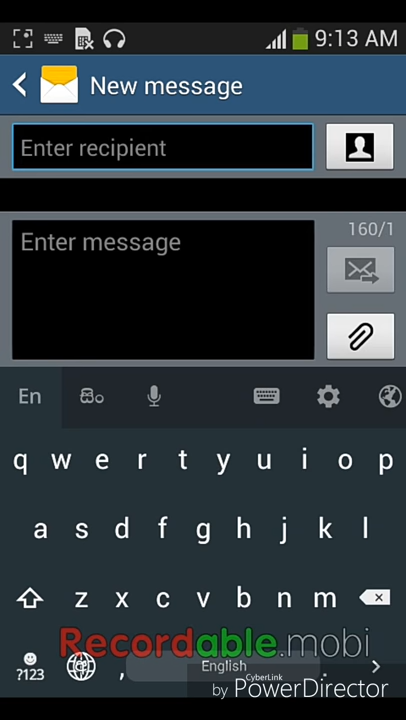 9:13 AM
New message
Enter recipient
160/1
Enter message
En
q w e r t y u i o p
a s d f g h j k l
z x c v b n m
Recordable.mobi
?123 , English .
CyberLink
by PowerDirector